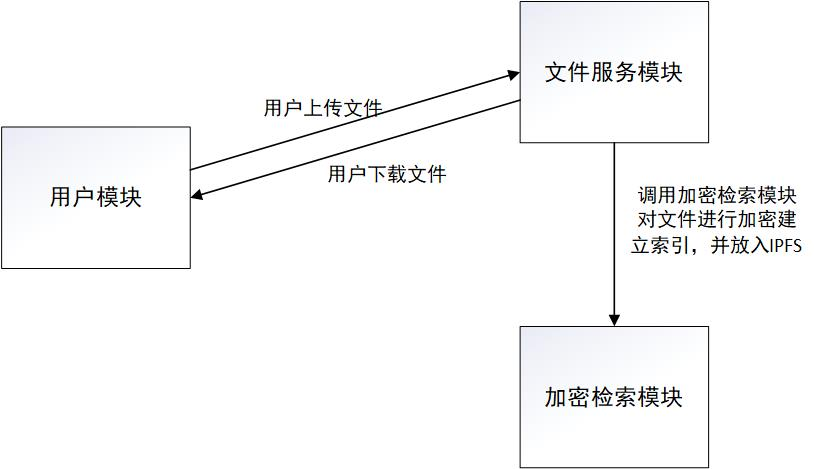 文件服务模块
用户上传文件
用户下载文件
用户模块
调用加密检索模块
对文件进行加密建
立索引，并放入IPFS
加密检索模块